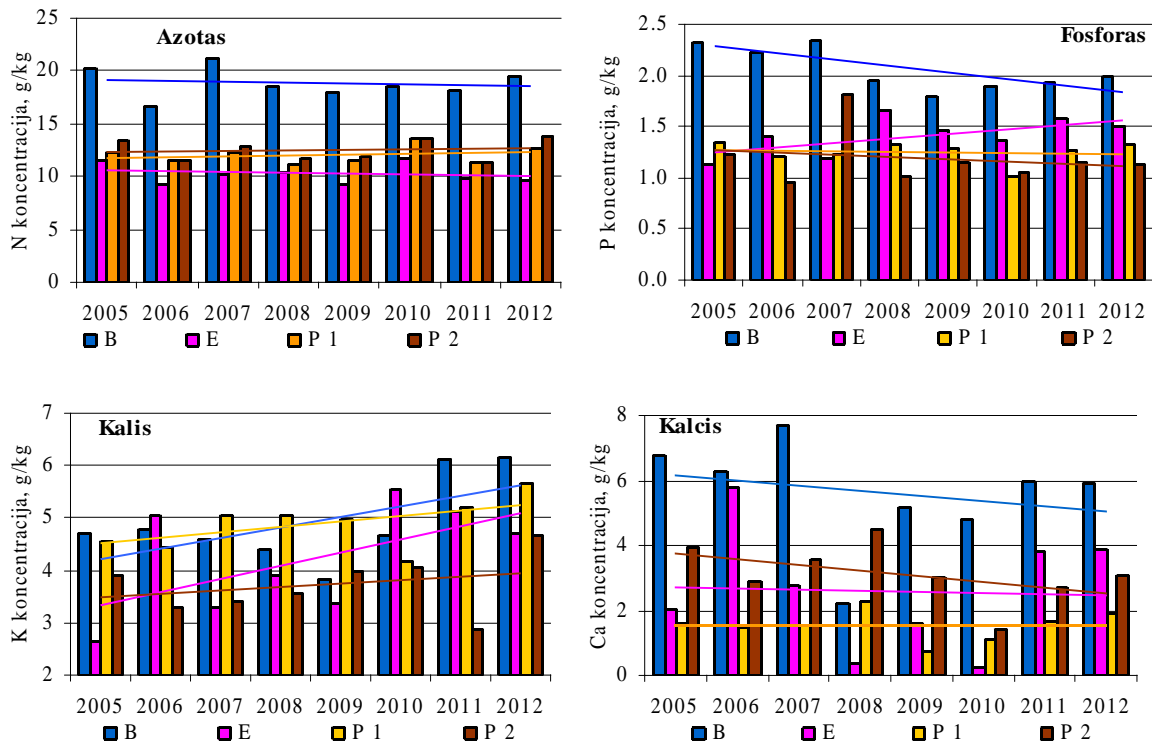 Azotas
N koncentracija, g/kg
25
20
15
10
5
0
2005 2006 2007 2008 2009 2010 2011 2012
B E P 1 P 2
Fosforas
P koncentracija, g/kg
2.5
2.0
1.5
1.0
0.5
0.0
2005 2006 2007 2008 2009 2010 2011 2012
B E P 1 P 2
Kalis
K koncentracija, g/kg
7
6
5
4
3
2
2005 2006 2007 2008 2009 2010 2011 2012
B E P 1 P 2
Kalcis
Ca koncentracija, g/kg
8
6
4
2
0
2005 2006 2007 2008 2009 2010 2011 2012
B E P 1 P 2